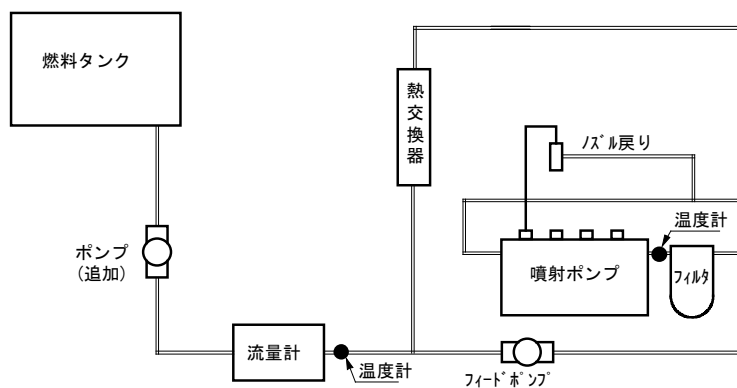 燃料タンク
熱交換器
ﾉｽﾞﾙ戻り
温度計
ポンプ
(追加)
噴射ポンプ
ﾌｨﾙﾀ
流量計
温度計
ﾌｨｰﾄﾞﾎﾟﾝﾌﾟ